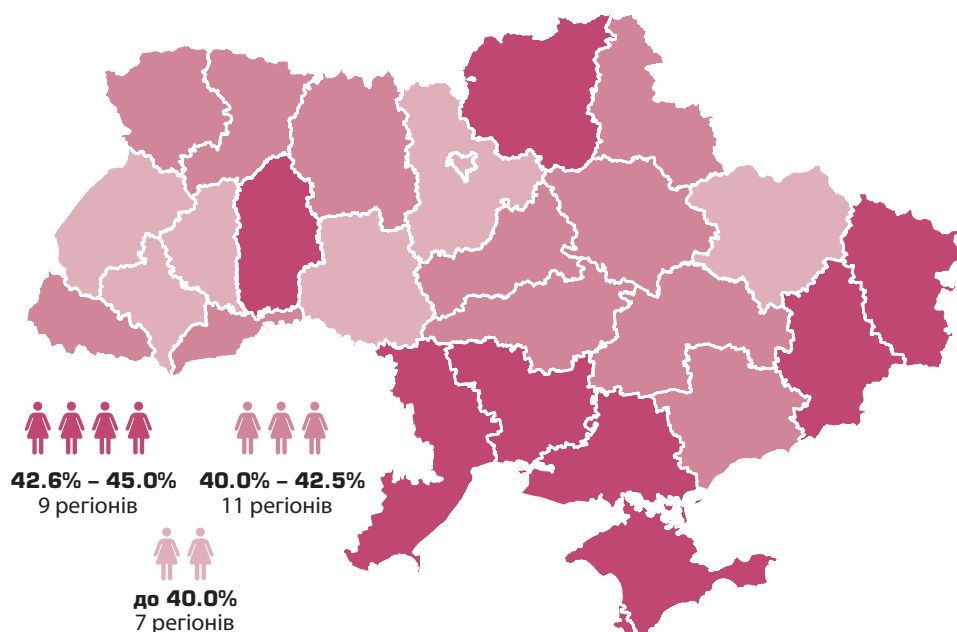 42.6% – 45.0%
9 регіонів
40.0% – 42.5%
11 регіонів
до 40.0%
7 регіонів